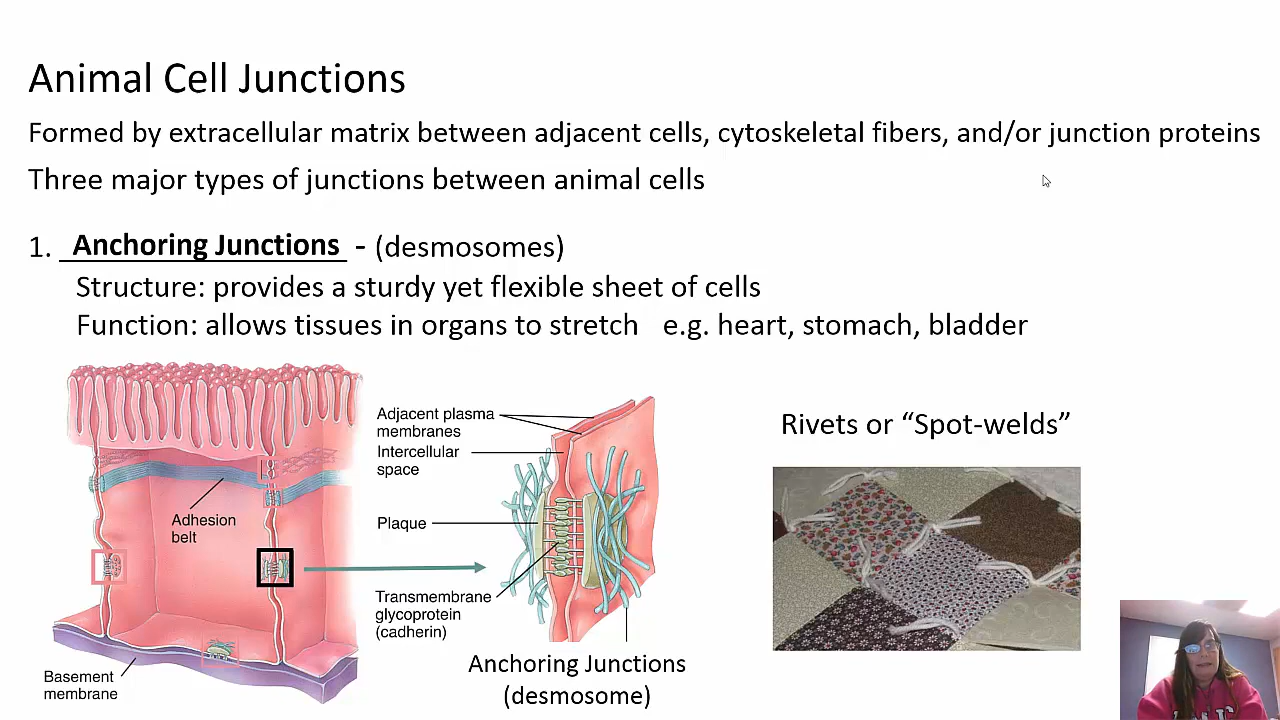 Animal Cell Junctions
Formed by extracellular matrix between adjacent cells, cytoskeletal fibers, and/or junction proteins
Three major types of junctions between animal cells
1. Anchoring Junctions - (desmosomes)
Structure: provides a sturdy yet flexible sheet of cells
Function: allows tissues in organs to stretch e.g. heart, stomach, bladder
Adhesion
belt
Basement
membrane
Adjacent plasma
membranes
Intercellular
space
Plaque
Transmembrane
glycoprotein
(cadherin)
Anchoring Junctions
(desmosome)
Rivets or “Spot-welds”